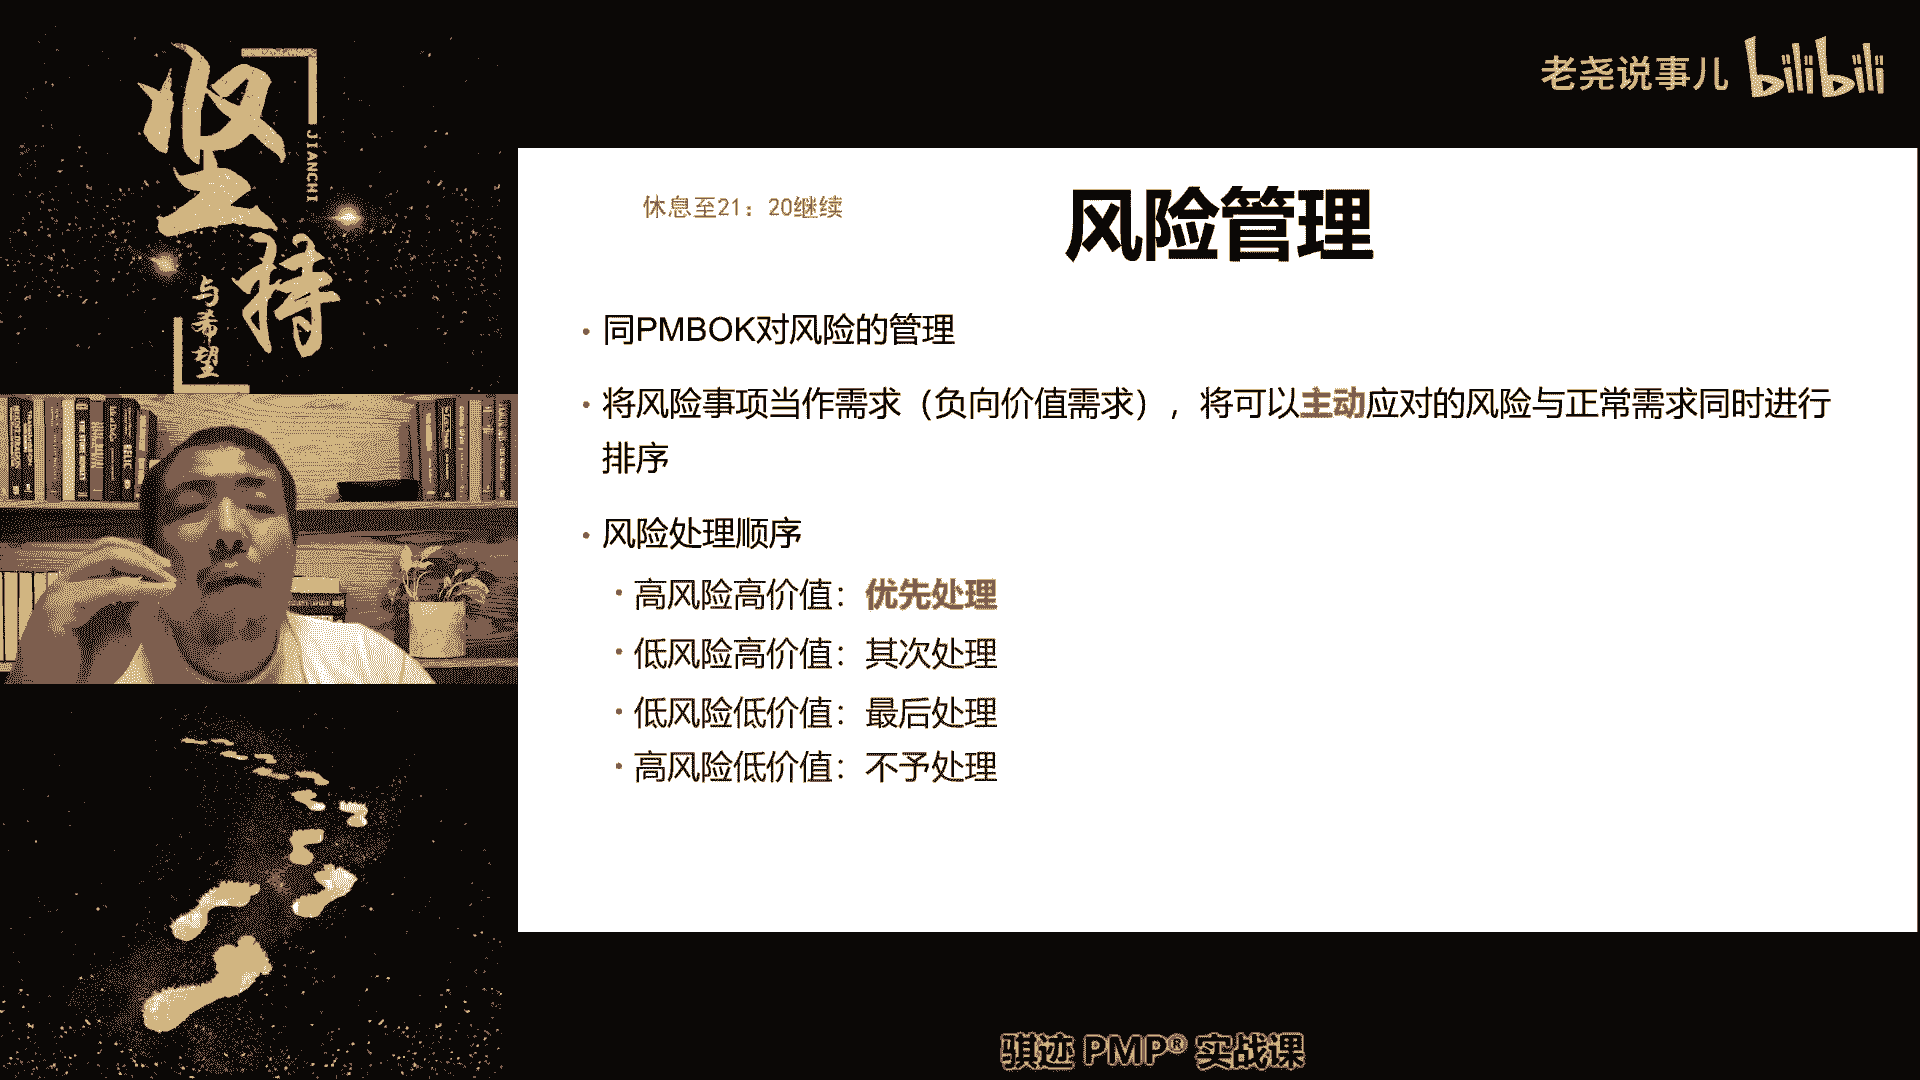 坚持
JIANCHI
与希望
老尧说事儿 bilibili
休息至21：20继续
风险管理
• 同PMBOK对风险的管理
• 将风险事项当作需求（负向价值需求），将可以主动应对的风险与正常需求同时进行
排序
• 风险处理顺序
• 高风险高价值：优先处理
• 低风险高价值：其次处理
• 低风险低价值：最后处理
• 高风险低价值：不予处理
骐迹 PMP® 实战课